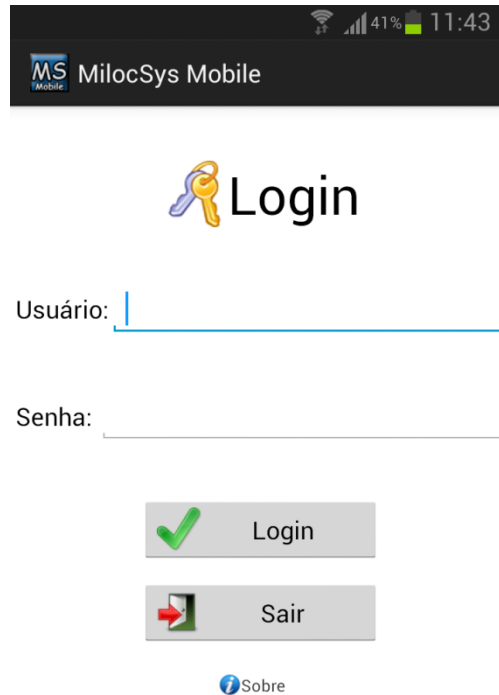 41% 11:43
MS
Mobile
MilocSys Mobile
Login
Usuário:
Senha:
Login
Sair
Sobre